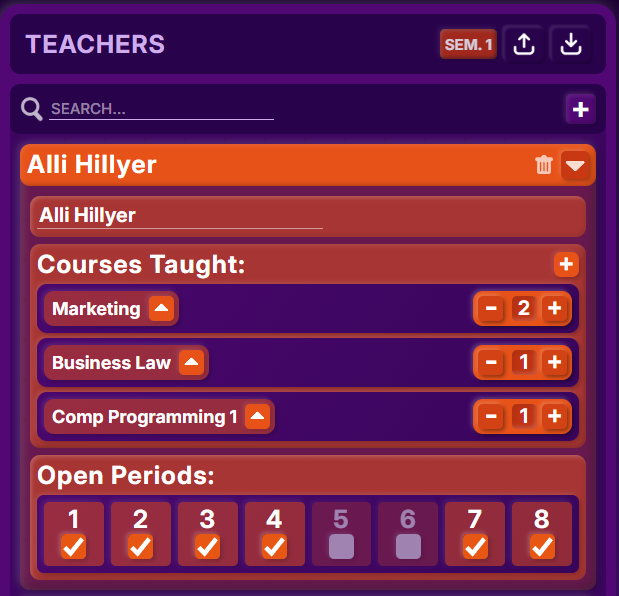 TEACHERS
SEM. 1
SEARCH...
+
Alli Hillyer
Alli Hillyer
Courses Taught: +
Marketing - 2 +
Business Law - 1 +
Comp Programming 1 - 1 +
Open Periods:
1 2 3 4 5 6 7 8